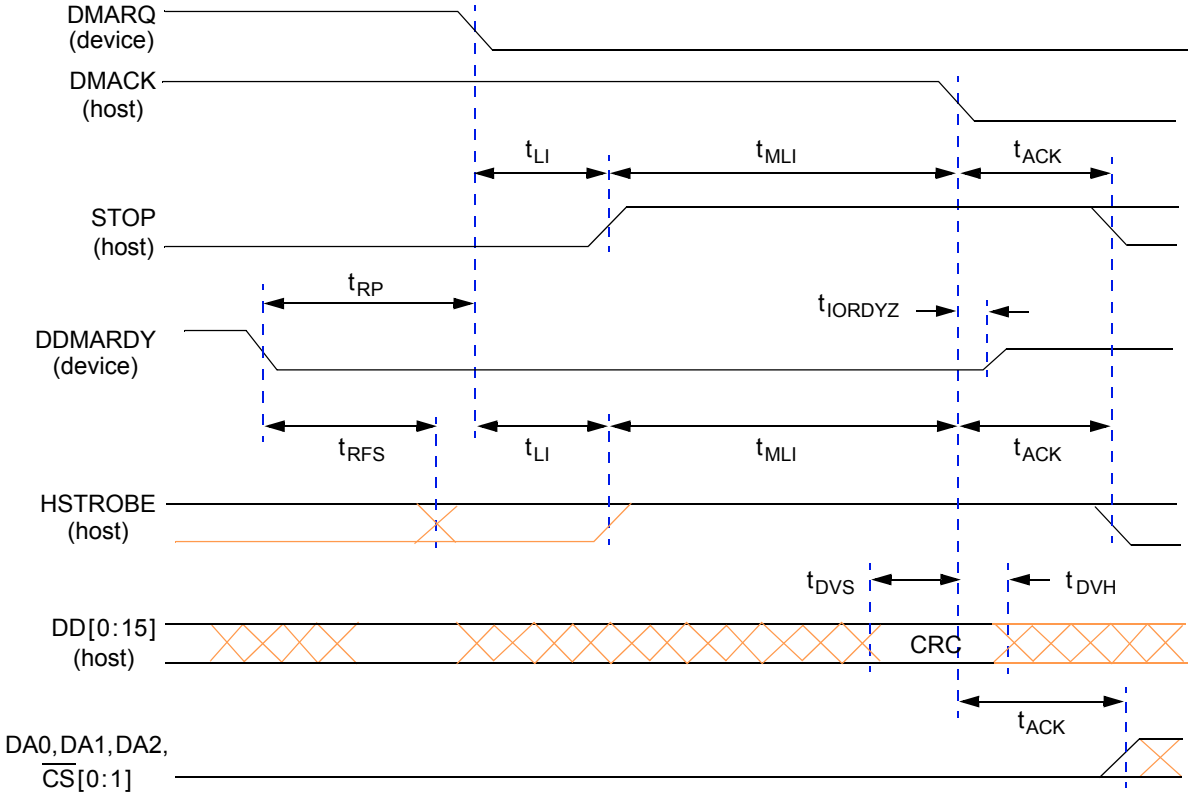 DMARQ
(device)
DMACK
(host)
tLI
tMLI
tACK
STOP
(host)
tRP
tIORDYZ
DDMARDY
(device)
tRFS
tLI
tMLI
tACK
HSTROBE
(host)
tDVS
tDVH
DD[0:15]
(host)
CRC
tACK
DA0,DA1,DA2,
CS[0:1]